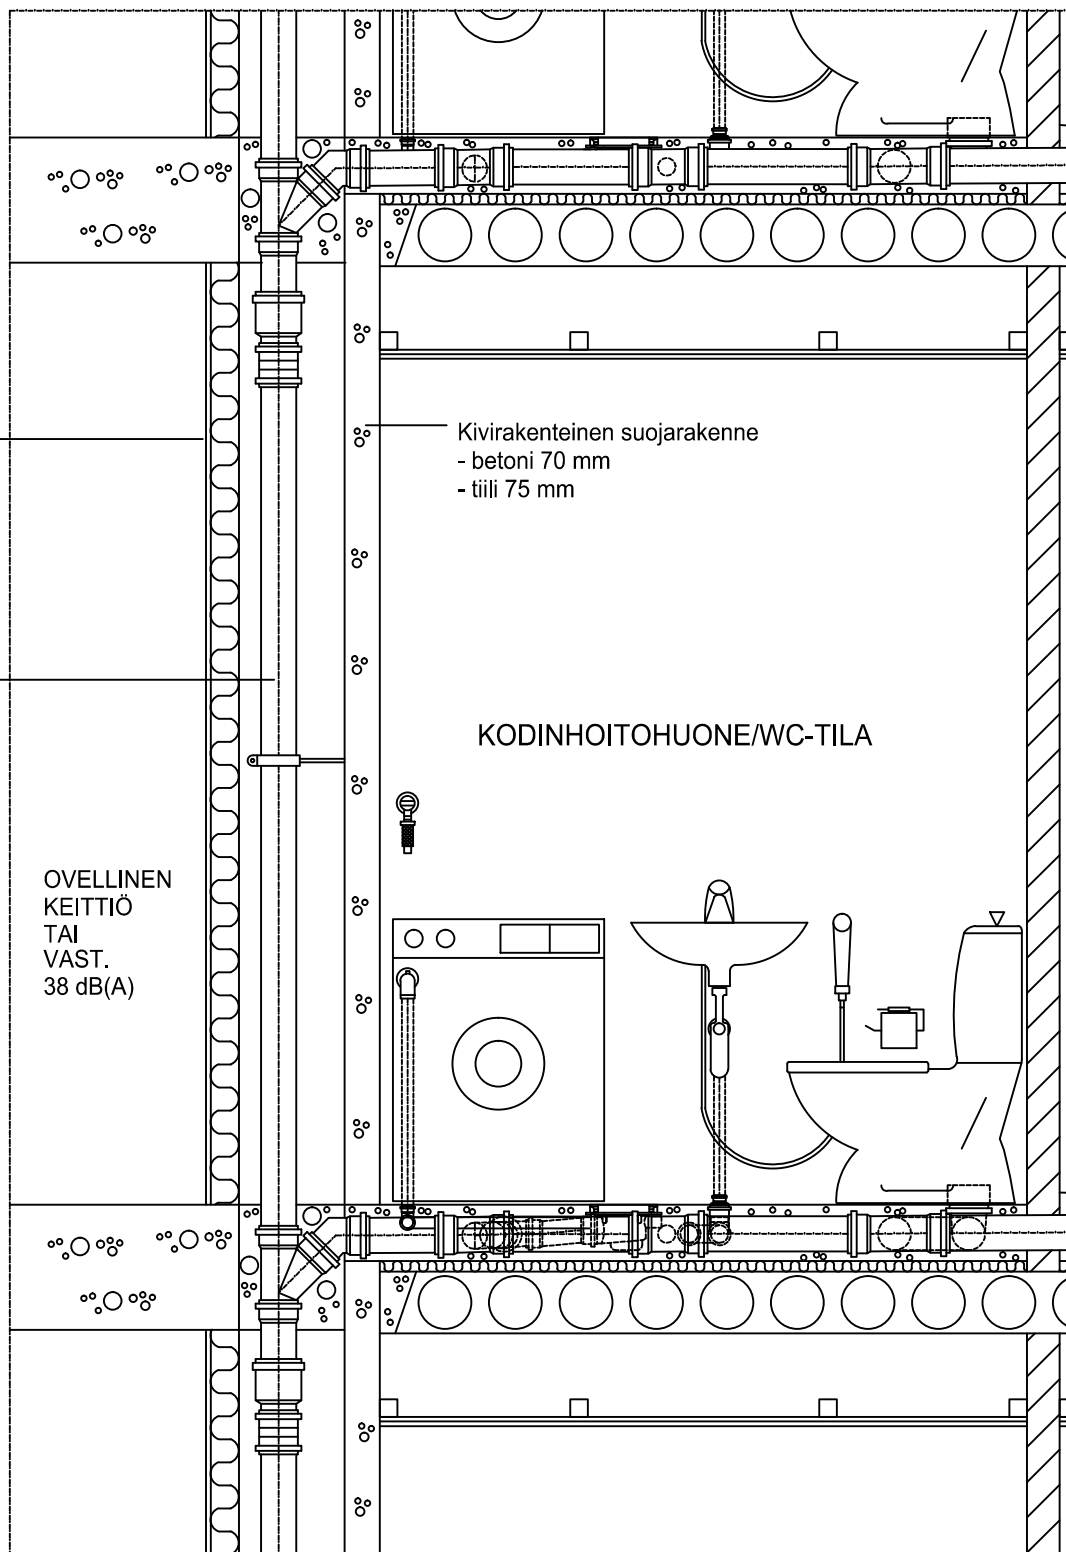 Kivirakenteinen suojarakenne
- betoni 70 mm
- tiili 75 mm
KODINHOITOHUONE/WC-TILA
OVELLINEN
KEITTIÖ
TAI
VAST.
38 dB(A)